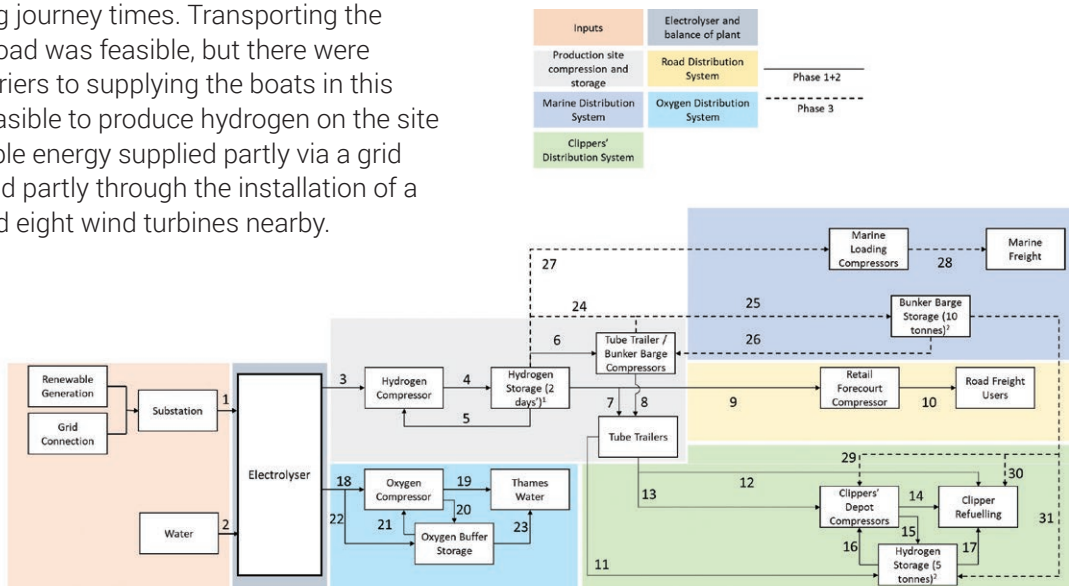 g journey times. Transporting the
oad was feasible, but there were
riers to supplying the boats in this
asible to produce hydrogen on the site
ble energy supplied partly via a grid
d partly through the installation of a
d eight wind turbines nearby.
Inputs
Electrolyser and
balance of plant
Production site
compression and
storage
Road Distribution
System
Phase 1+2
Marine Distribution
System
Oxygen Distribution
System
Phase 3
Clippers'
Distribution System
27
Marine
Loading
Compressors
28
Marine
Freight
24
25
Bunker Barge
Storage (10
tonnes)²
26
6
Tube Trailer /
Bunker Barge
Compressors
Renewable
Generation
Grid
Connection
Substation
1
Water
2
Electrolyser
3
Hydrogen
Compressor
4
Hydrogen
Storage (2
days')¹
5
7
8
Tube Trailers
9
Retail
Forecourt
Compressor
10
Road Freight
Users
18
Oxygen
Compressor
19
Thames
Water
20
21
22
Oxygen Buffer
Storage
23
11
12
13
29
30
31
Clippers'
Depot
Compressors
14
Clipper
Refuelling
15
16
Hydrogen
Storage (5
tonnes)²
17